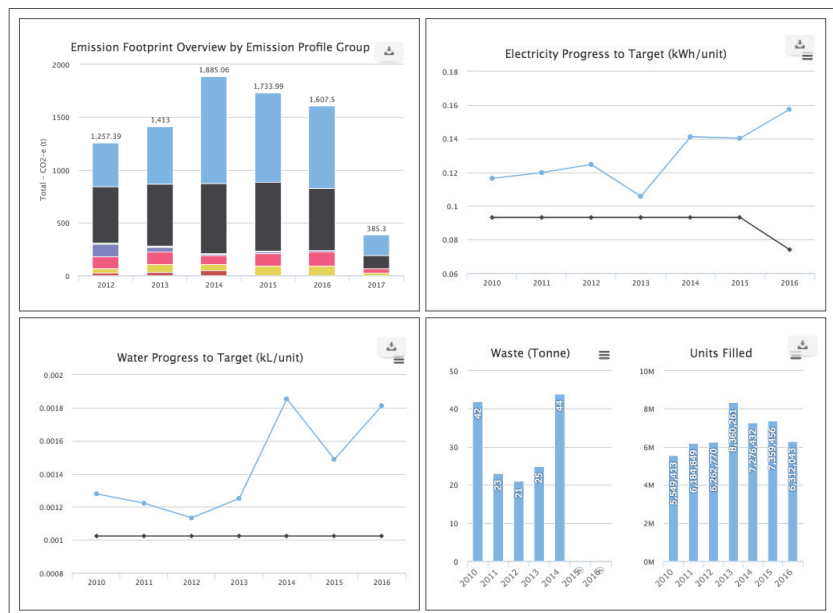 Emission Footprint Overview by Emission Profile Group
Total - CO2-e (t)
2000
1500
1000
500
0
1,257.39
1,413
1,885.06
1,733.99
1,607.5
385.3
2012 2013 2014 2015 2016 2017
Electricity Progress to Target (kWh/unit)
0.18
0.16
0.14
0.12
0.1
0.08
0.06
2010 2011 2012 2013 2014 2015 2016
Water Progress to Target (kL/unit)
0.002
0.0018
0.0016
0.0014
0.0012
0.001
0.0008
2010 2011 2012 2013 2014 2015 2016
Waste (Tonne)
50
40
30
20
10
0
42
23
21
25
44
2010 2011 2012 2013 2014 2015 2016
Units Filled
10M
8M
6M
4M
2M
0M
5,549,413
6,184,849
6,262,770
8,360,261
7,276,432
7,359,456
6,312,043
2010 2011 2012 2013 2014 2015 2016